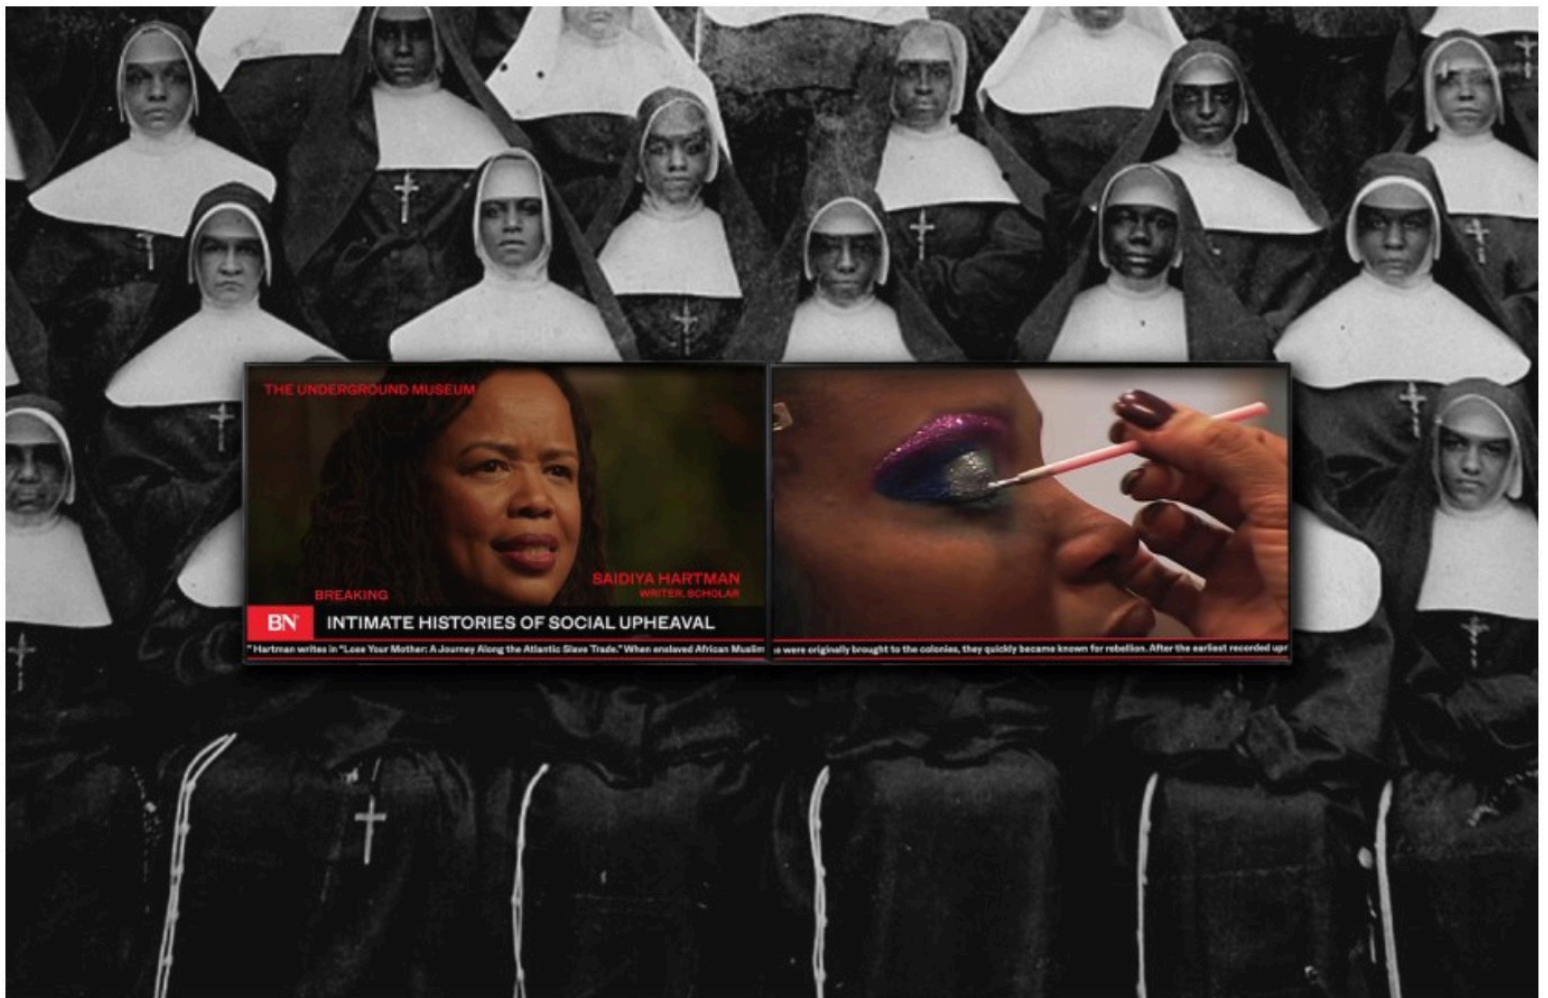 THE UNDERGROUND MUSEUM
SAIDIYA HARTMAN
WRITER, SCHOLAR
BREAKING
BN
INTIMATE HISTORIES OF SOCIAL UPHEAVAL
" Hartman writes in "Lose Your Mother: A Journey Along the Atlantic Slave Trade." When enslaved African Muslim
o were originally brought to the colonies, they quickly became known for rebellion. After the earliest recorded upr